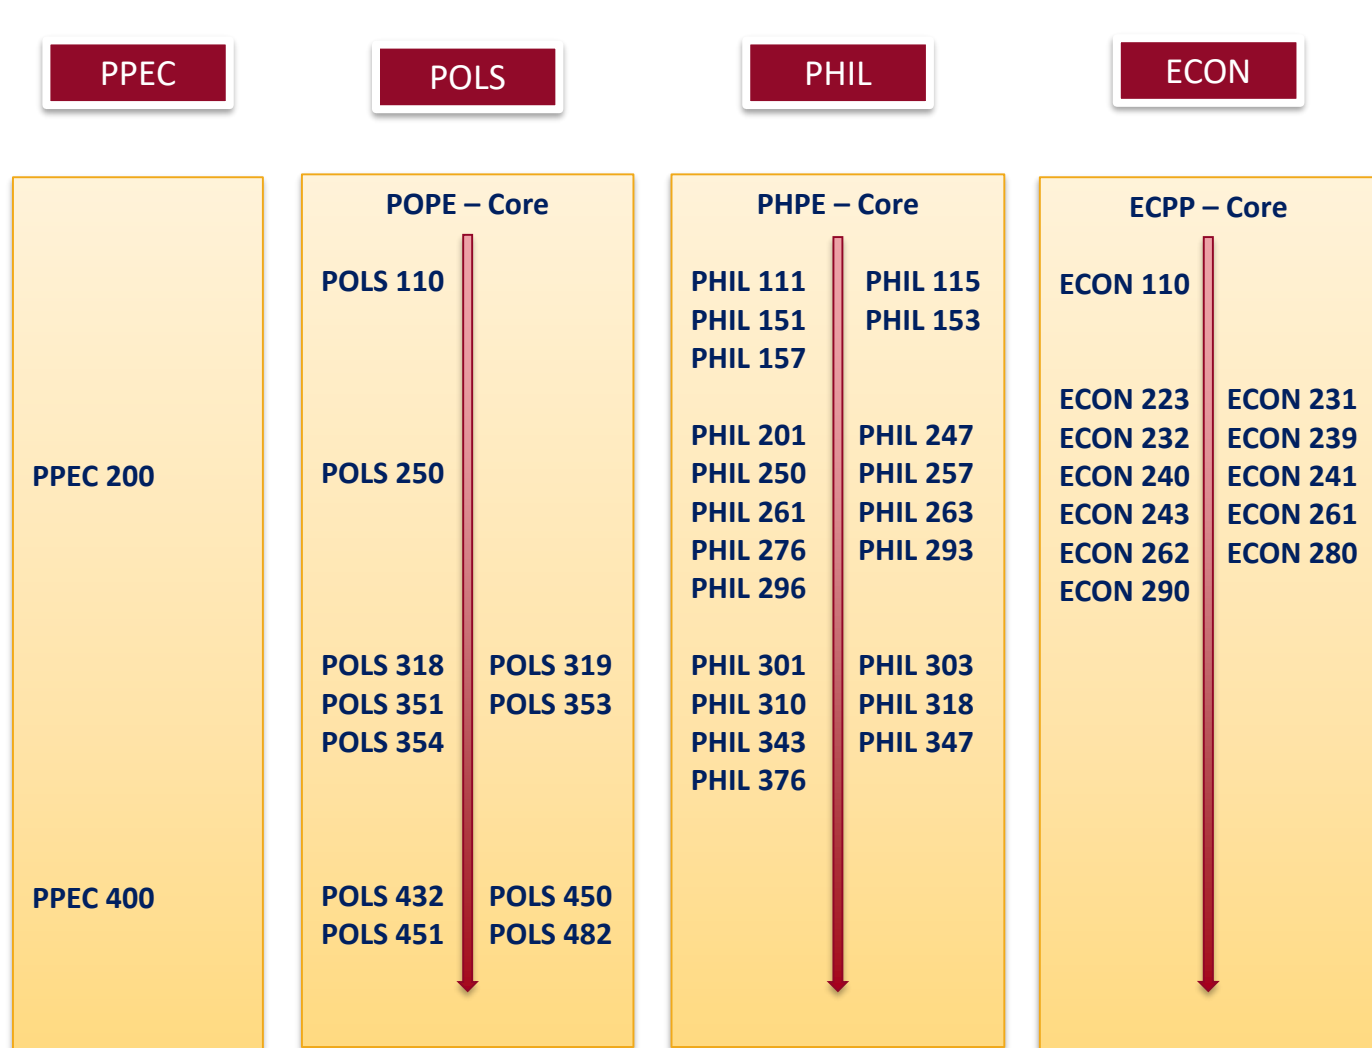 PPEC
POLS
PHIL
ECON
PPEC 200
PPEC 400
POPE – Core
POLS 110
POLS 250
POLS 318 POLS 319
POLS 351 POLS 353
POLS 354
POLS 432 POLS 450
POLS 451 POLS 482
PHPE – Core
PHIL 111 PHIL 115
PHIL 151 PHIL 153
PHIL 157
PHIL 201 PHIL 247
PHIL 250 PHIL 257
PHIL 261 PHIL 263
PHIL 276 PHIL 293
PHIL 296
PHIL 301 PHIL 303
PHIL 310 PHIL 318
PHIL 343 PHIL 347
PHIL 376
ECPP – Core
ECON 110
ECON 223 ECON 231
ECON 232 ECON 239
ECON 240 ECON 241
ECON 243 ECON 261
ECON 262 ECON 280
ECON 290